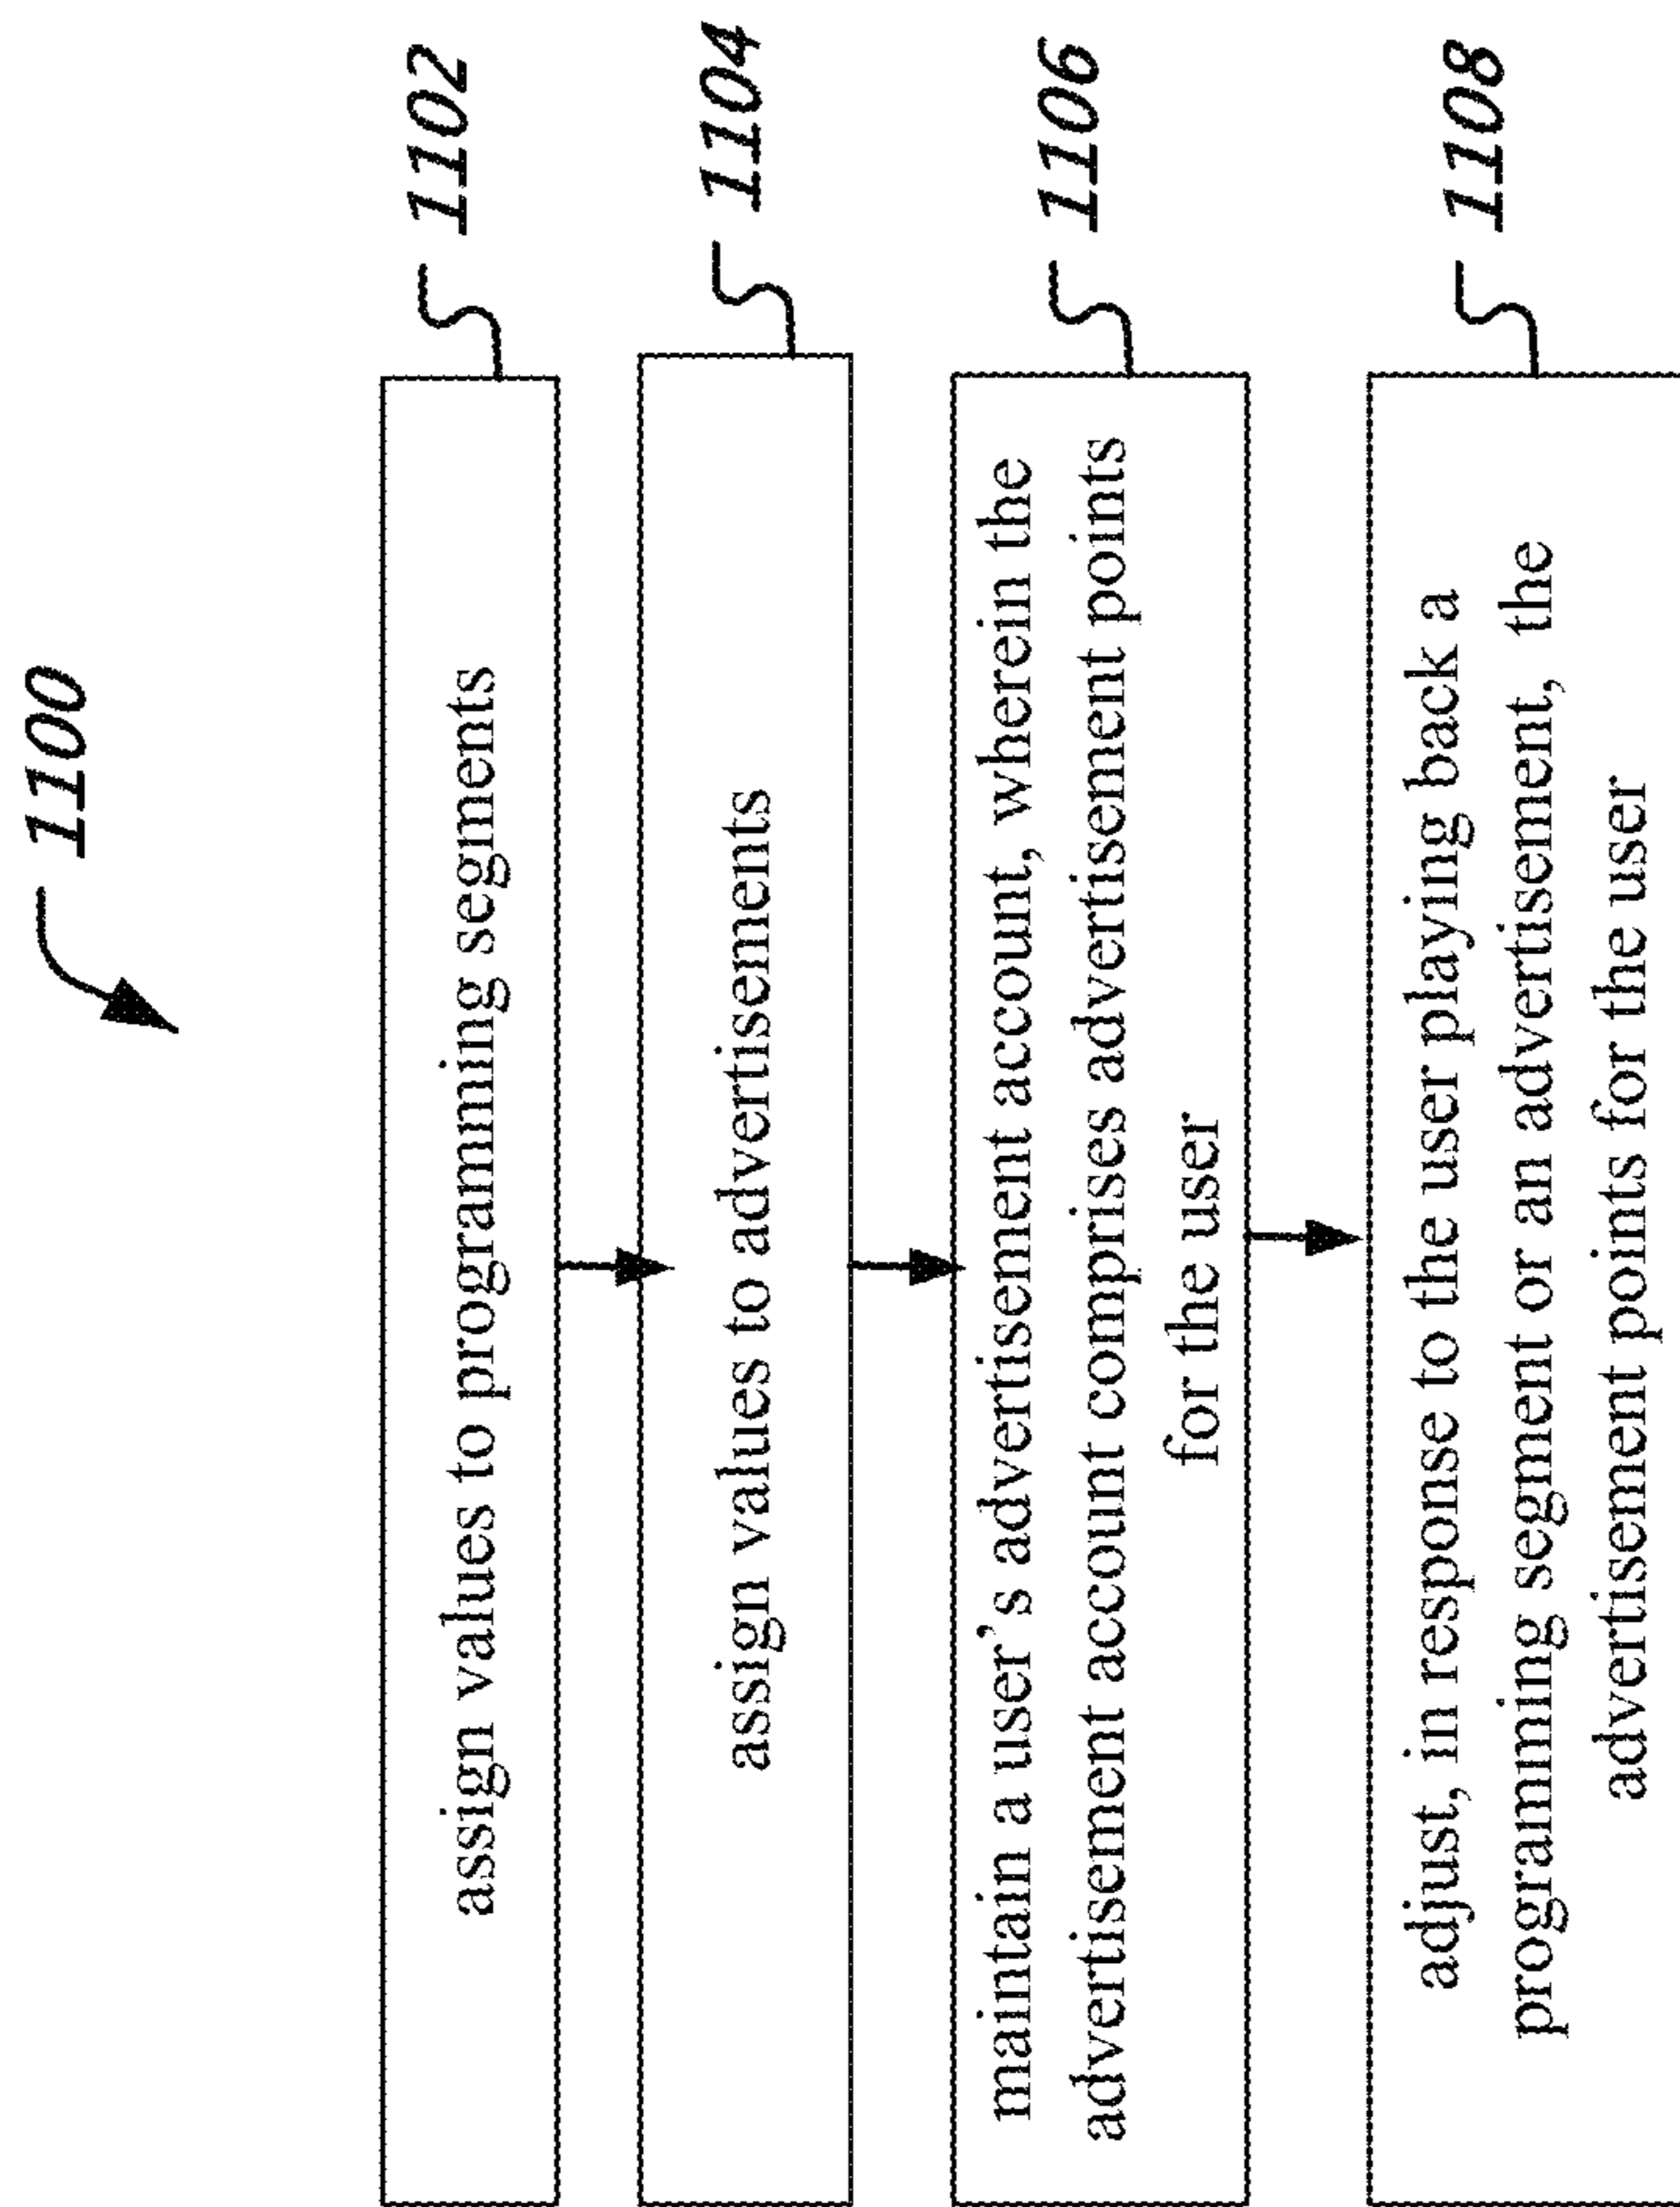 1100
assign values to programming segments
1102
assign values to advertisements
1104
maintain a user's advertisement account, wherein the
advertisement account comprises advertisement points
for the user
1106
adjust, in response to the user playing back a
programming segment or an advertisement, the
advertisement points for the user
1108